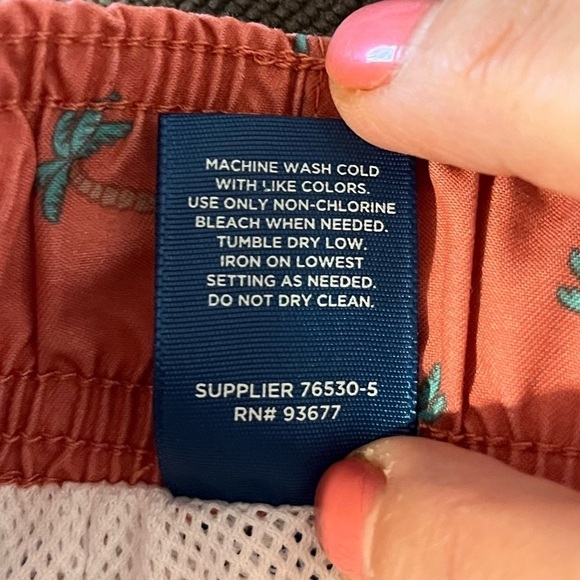 MACHINE WASH COLD
WITH LIKE COLORS.
USE ONLY NON-CHLORINE
BLEACH WHEN NEEDED.
TUMBLE DRY LOW.
IRON ON LOWEST
SETTING AS NEEDED.
DO NOT DRY CLEAN.
SUPPLIER 76530-5
RN# 93677